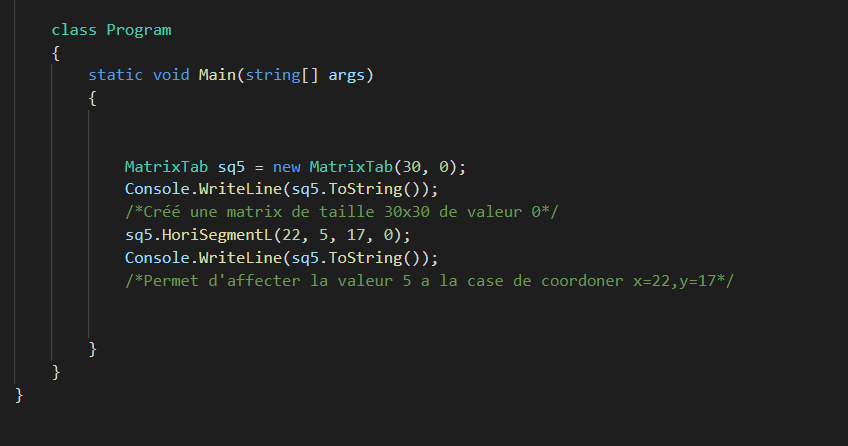 class Program
{
static void Main(string[] args)
{
MatrixTab sq5 = new MatrixTab(30, 0);
Console.WriteLine(sq5.ToString());
/*Créé une matrix de taille 30x30 de valeur 0*/
sq5.HoriSegmentL(22, 5, 17, 0);
Console.WriteLine(sq5.ToString());
/*Permet d'affecter la valeur 5 a la case de coordoner x=22,y=17*/
}
}
}